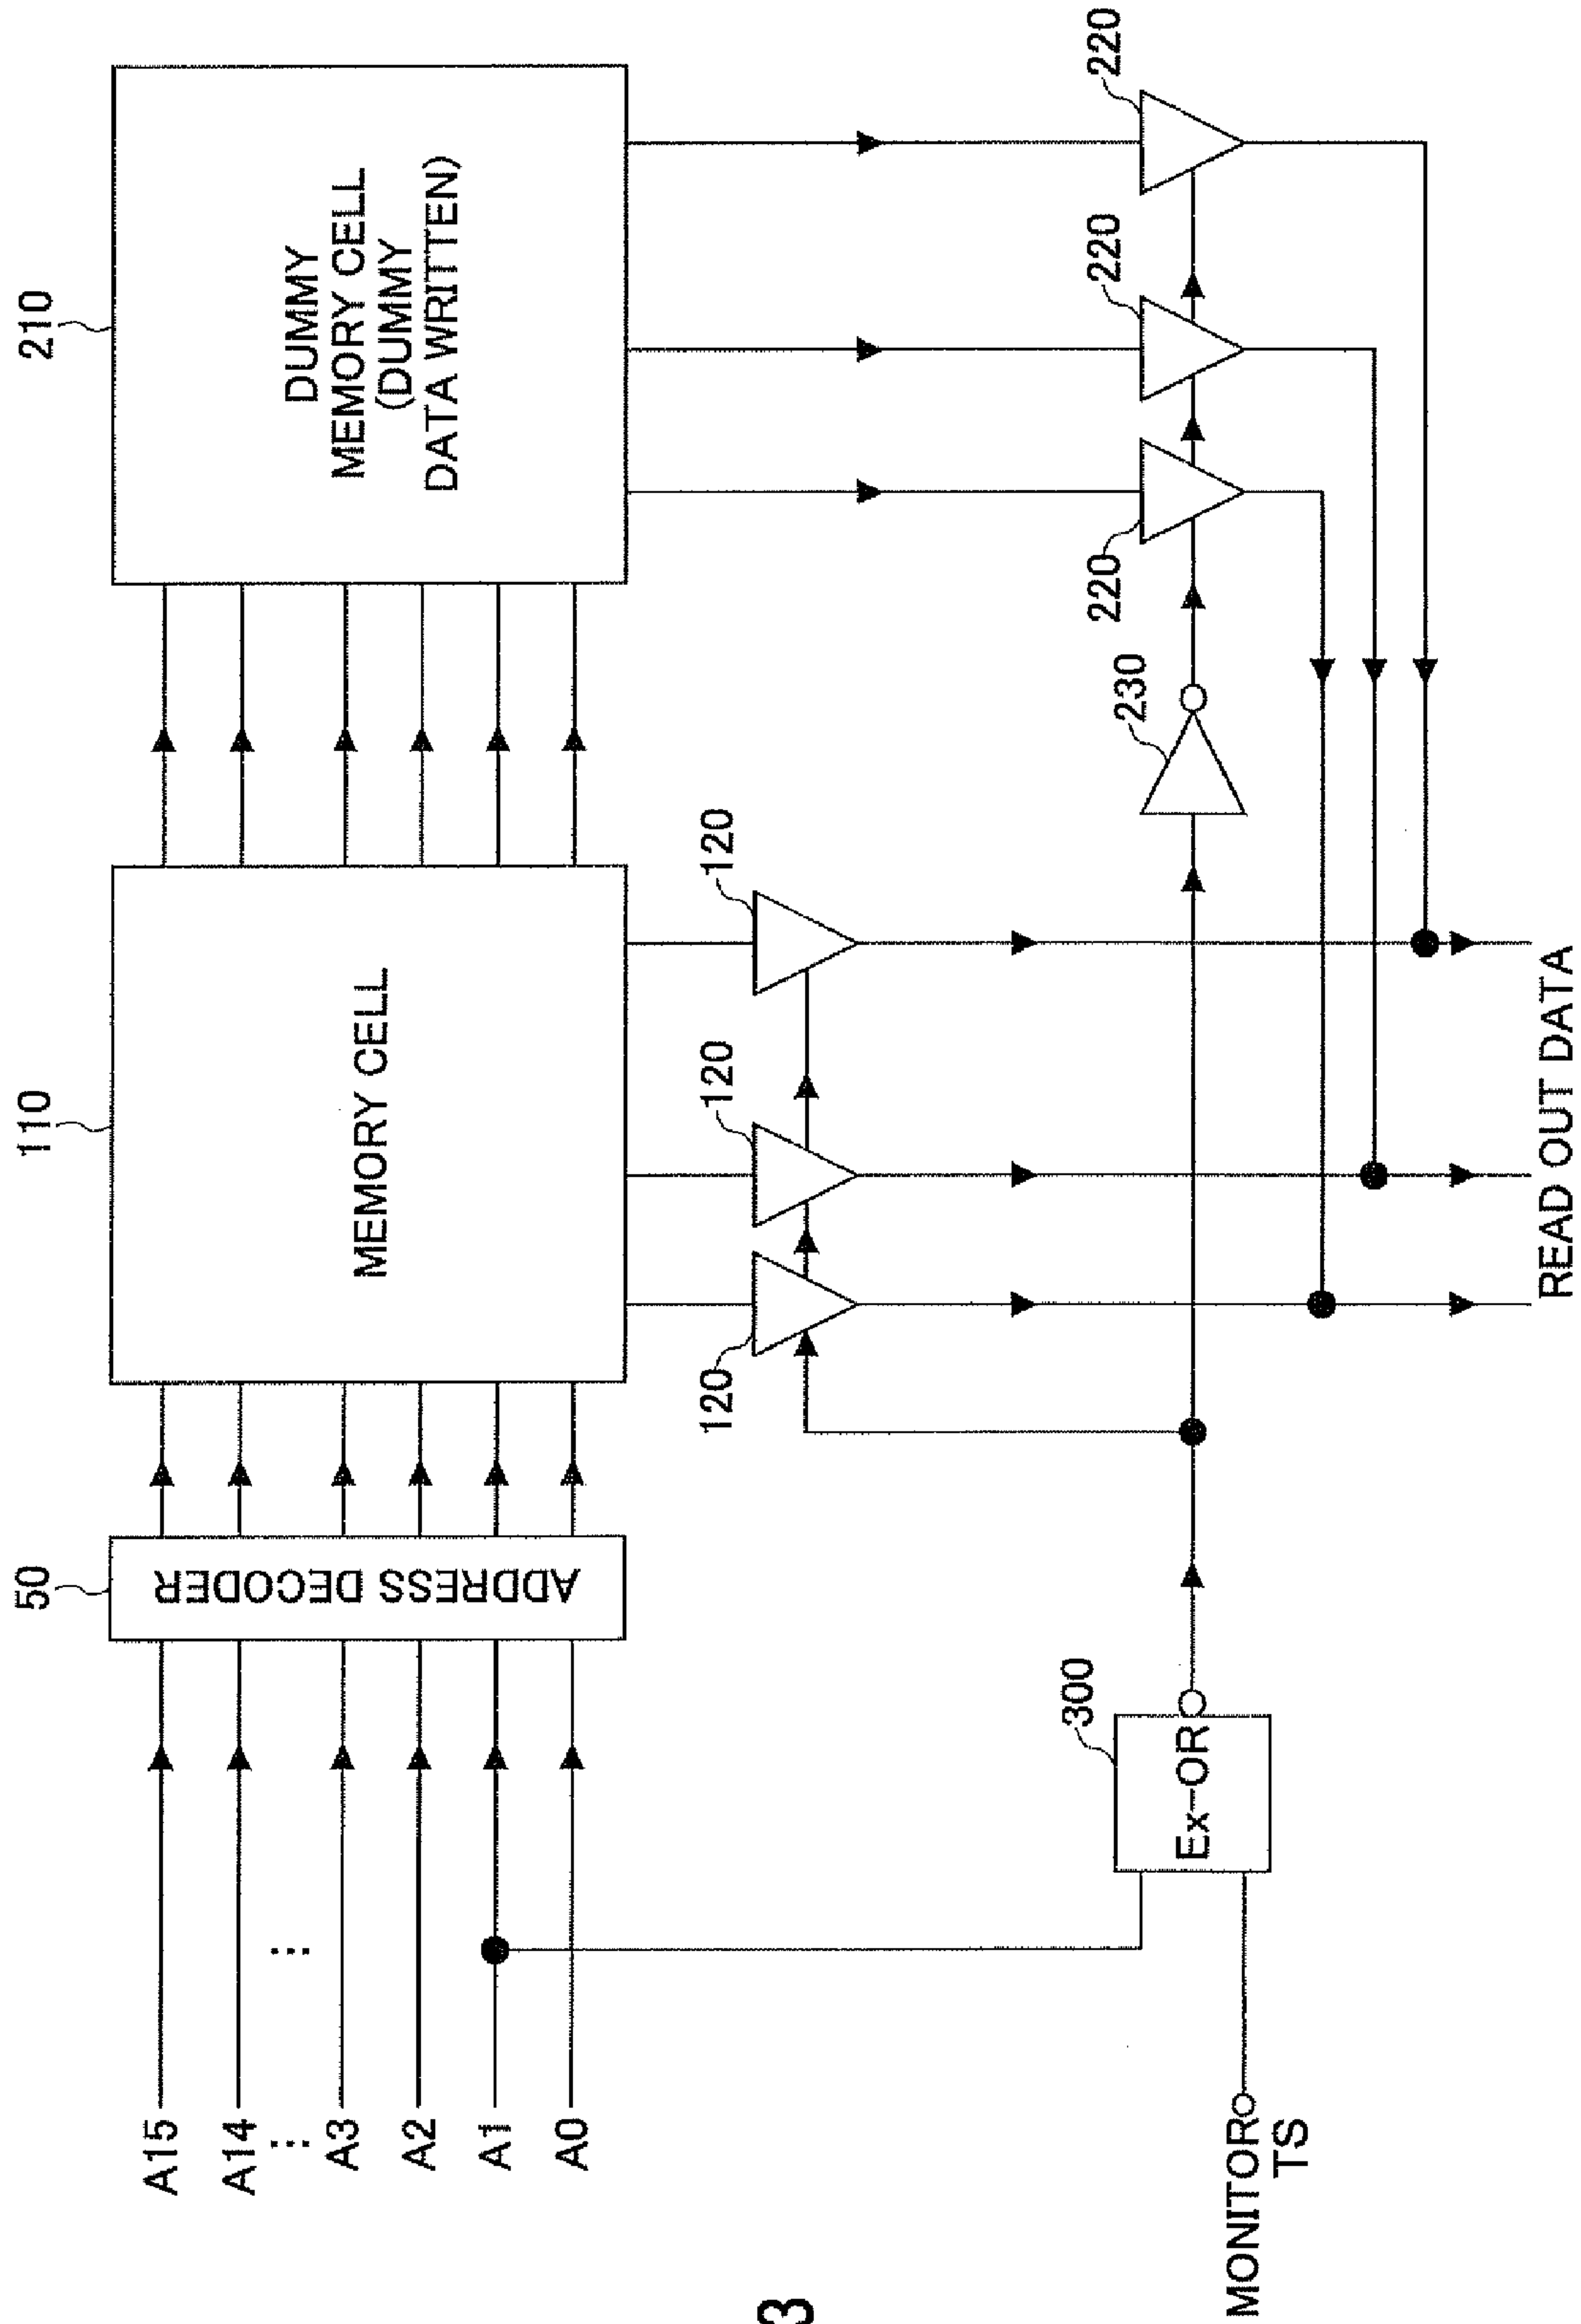 50
110
210
A15
A14
...
...
A3
A2
A1
A0
ADDRESS DECODER
MEMORY CELL
DUMMY
MEMORY CELL
(DUMMY
DATA WRITTEN)
120
120
120
300
Ex-OR
230
220
220
220
MONITOR
TS
READ OUT DATA
3